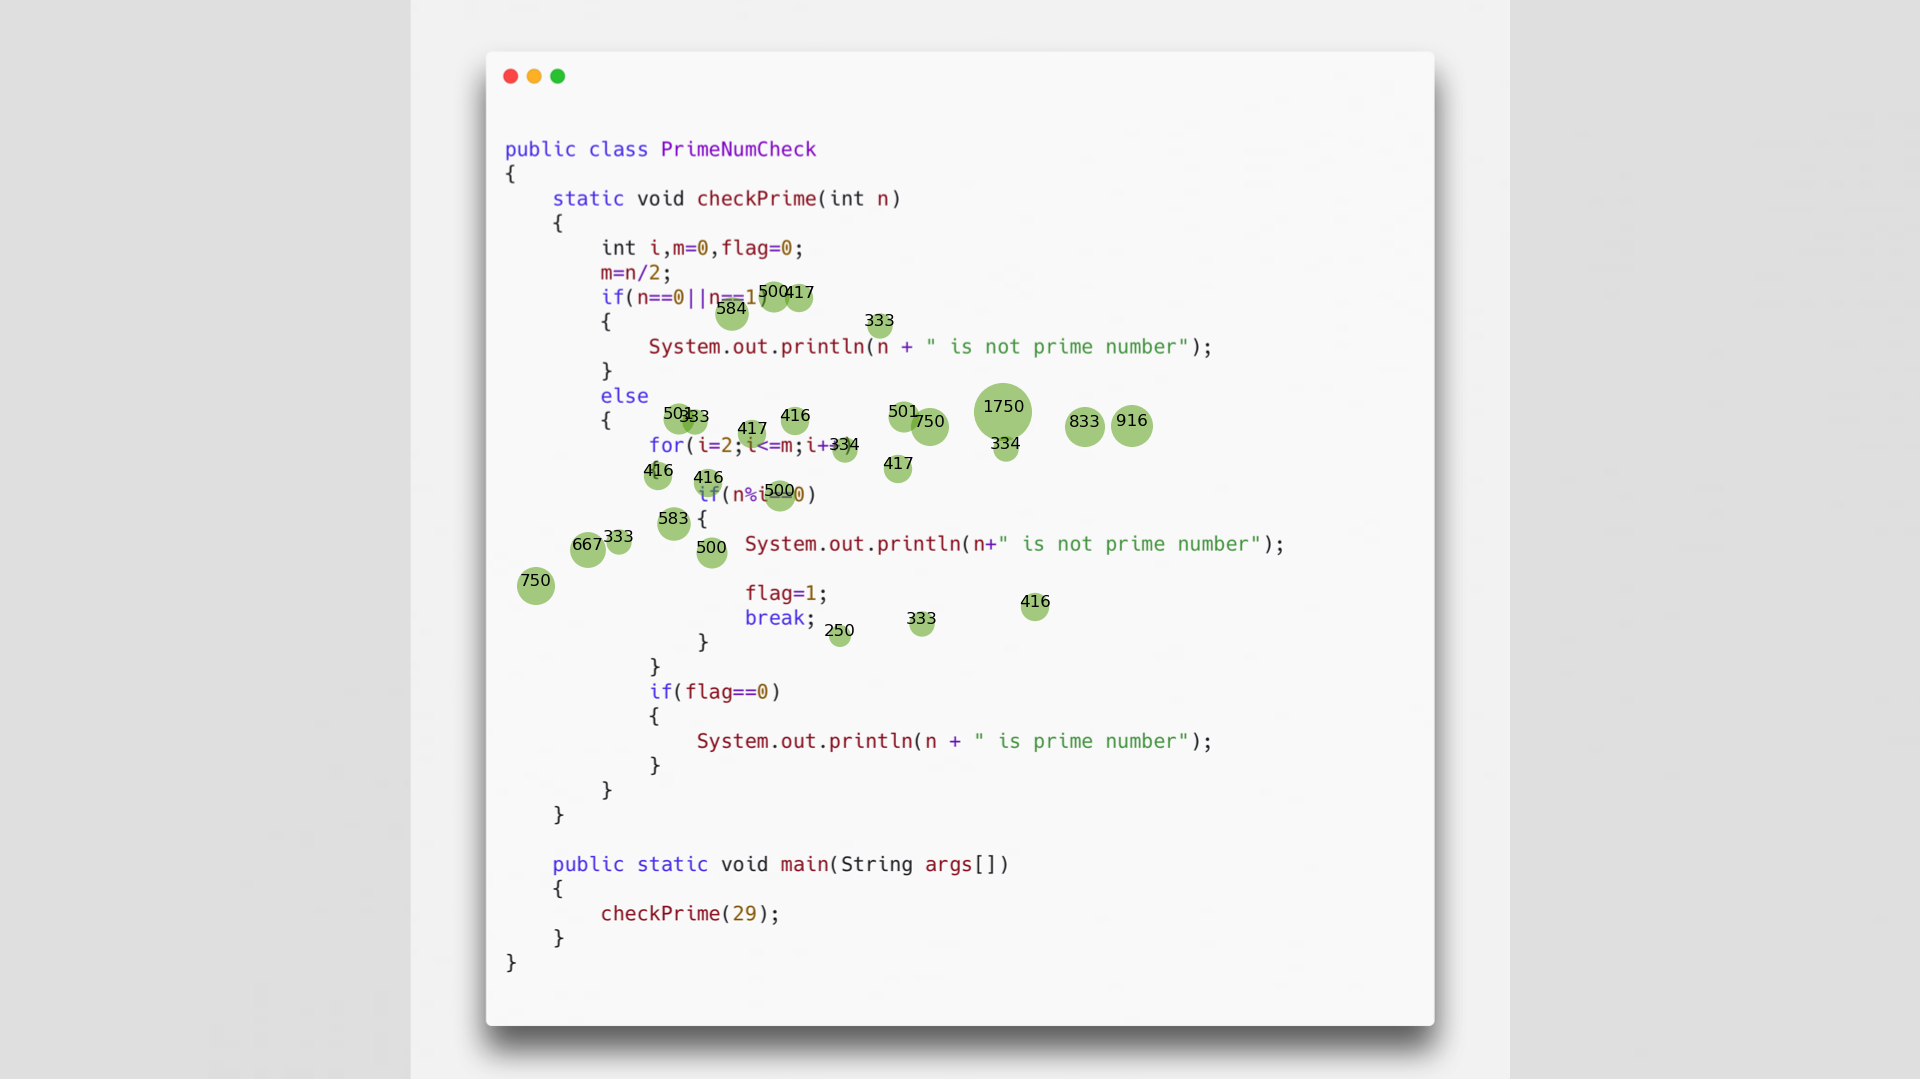 public class PrimeNumCheck
{
static void checkPrime(int n)
{
int i,m=0,flag=0;
m=n/2;
if(n==0||n==1)
500
417
584
{
333
System.out.println(n + " is not prime number");
}
else
{
501
333
417
416
501
750
1750
833
916
for(i=2;i<=m;i++)
334
334
{
416
416
417
if(n%i==0)
500
{
583
System.out.println(n+" is not prime number");
667
333
500
750
flag=1;
416
break;
333
250
}
}
if(flag==0)
{
System.out.println(n + " is prime number");
}
}
}
public static void main(String args[])
{
checkPrime(29);
}
}